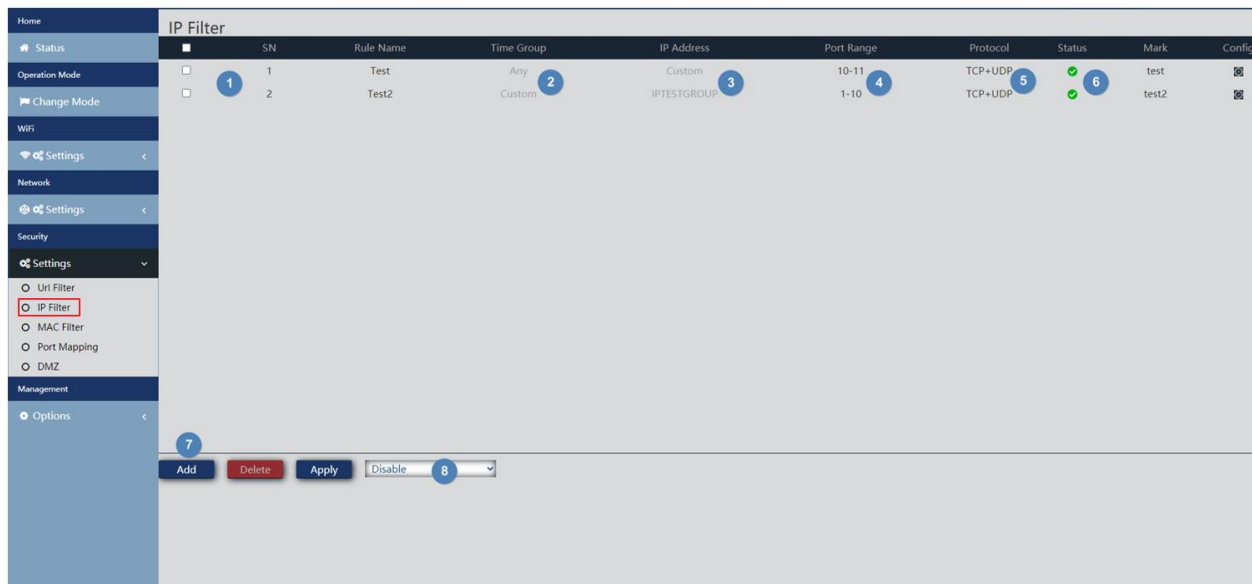 Home
Status
Operation Mode
Change Mode
WiFi
Settings
Network
Settings
Security
Settings
Url Filter
IP Filter
MAC Filter
Port Mapping
DMZ
Management
Options
IP Filter
SN Rule Name Time Group IP Address Port Range Protocol Status Mark Config
1 1 Test Any 2 Custom 3 10-11 4 TCP+UDP 5 6 test
2 Test2 Custom IPTESTGROUP 1-10 TCP+UDP test2
7
Add Delete Apply Disable 8